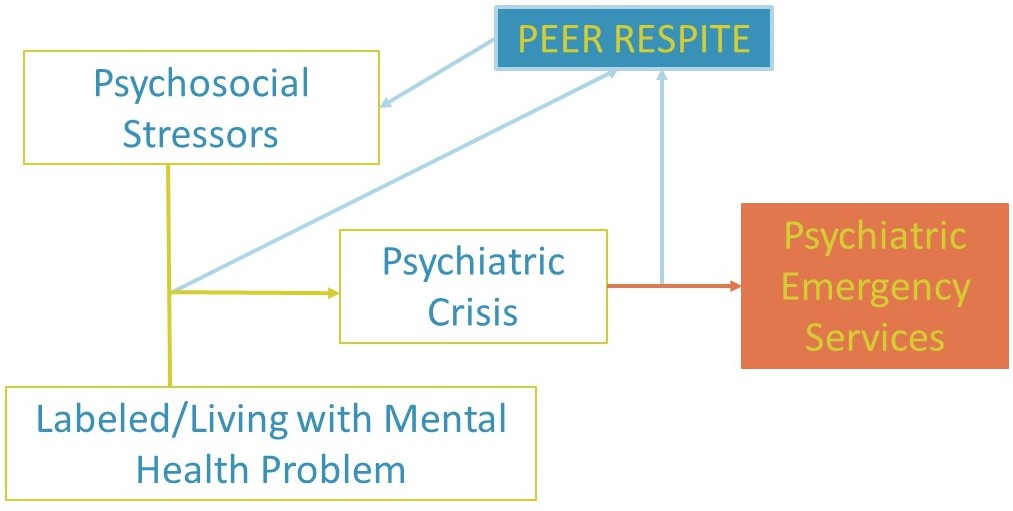 PEER RESPITE
Psychosocial
Stressors
Psychiatric
Crisis
Psychiatric
Emergency
Services
Labeled/Living with Mental
Health Problem